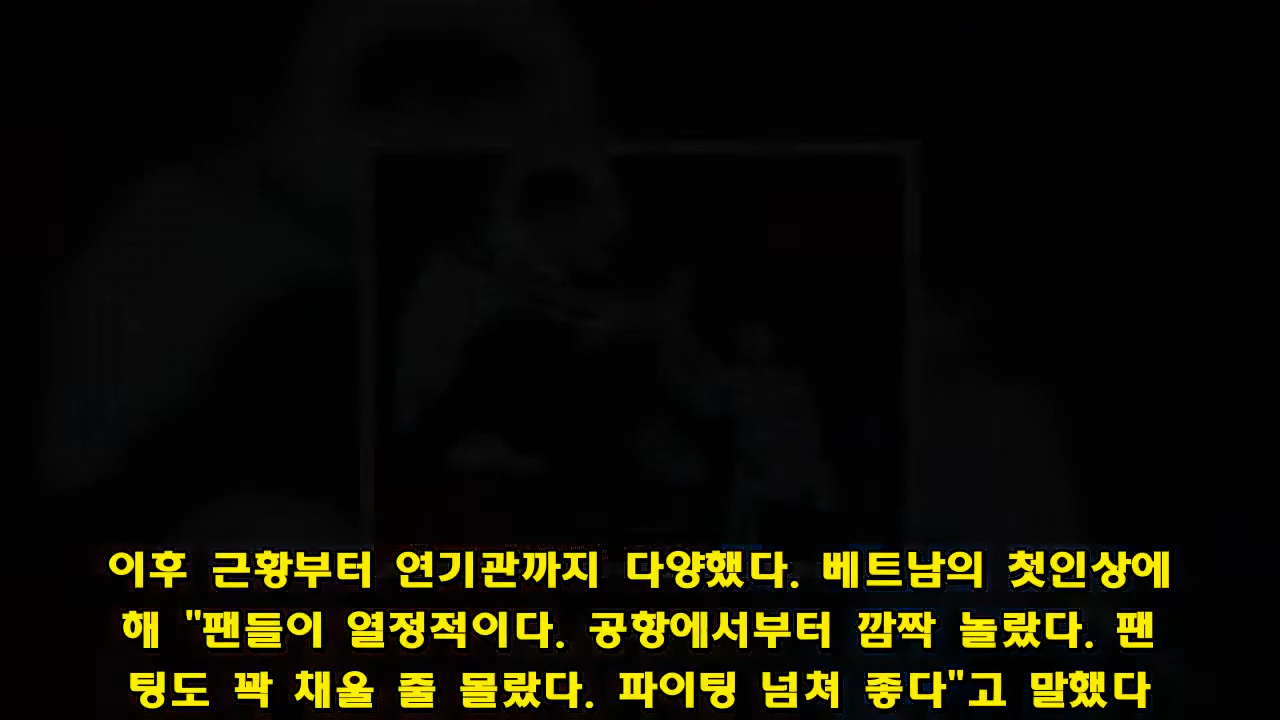 이후 근황부터 연기관까지 다양했다. 베트남의 첫인상에
해 "팬들이 열정적이다. 공항에서부터 깜짝 놀랐다. 팬
팅도 꽉 채울 줄 몰랐다. 파이팅 넘쳐 좋다"고 말했다